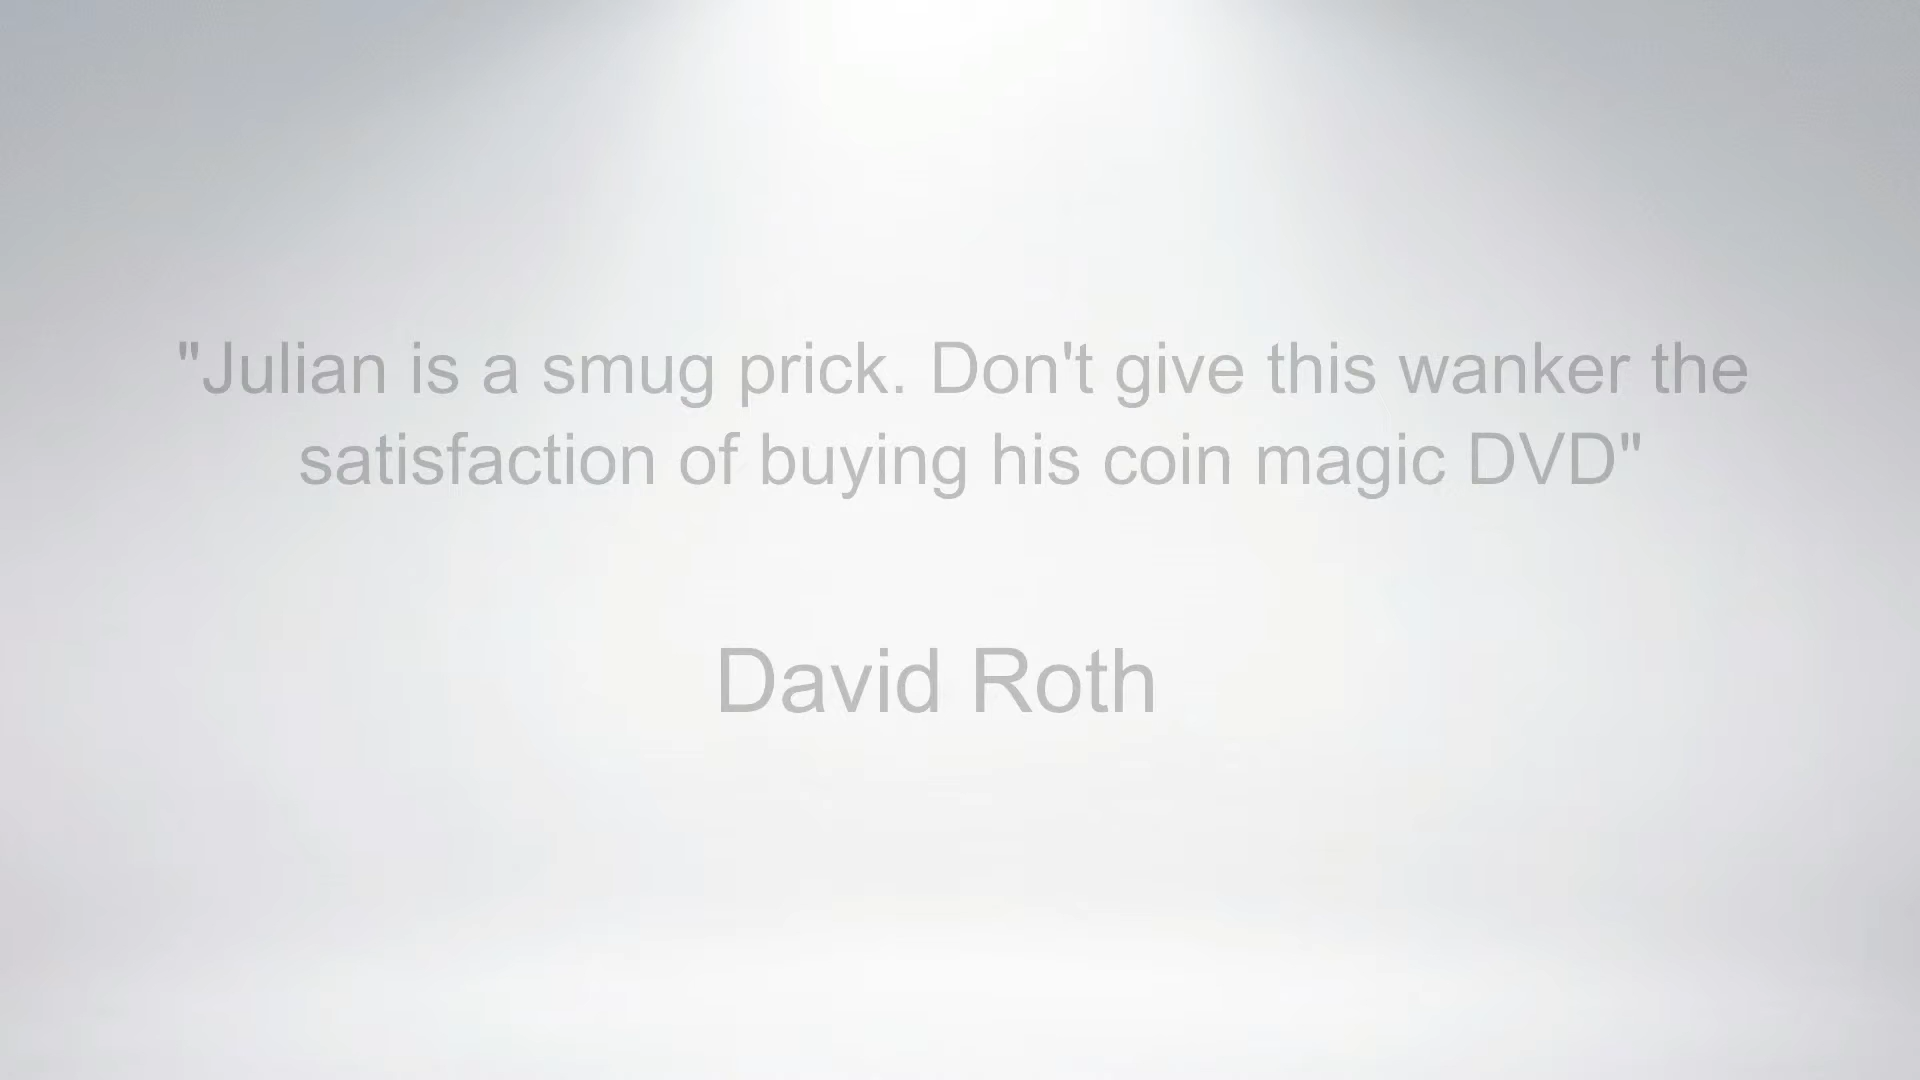 "Julian is a smug prick. Don't give this wanker the
satisfaction of buying his coin magic DVD"
David Roth